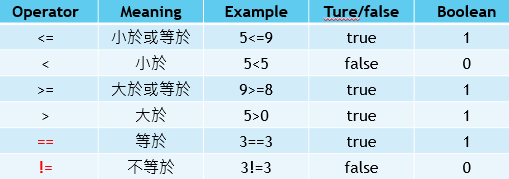 Operator Meaning Example Ture/false Boolean
<= 小於或等於 5<=9 true 1
< 小於 5<5 false 0
>= 大於或等於 9>=8 true 1
> 大於 5>0 true 1
== 等於 3==3 true 1
!= 不等於 3!=3 false 0